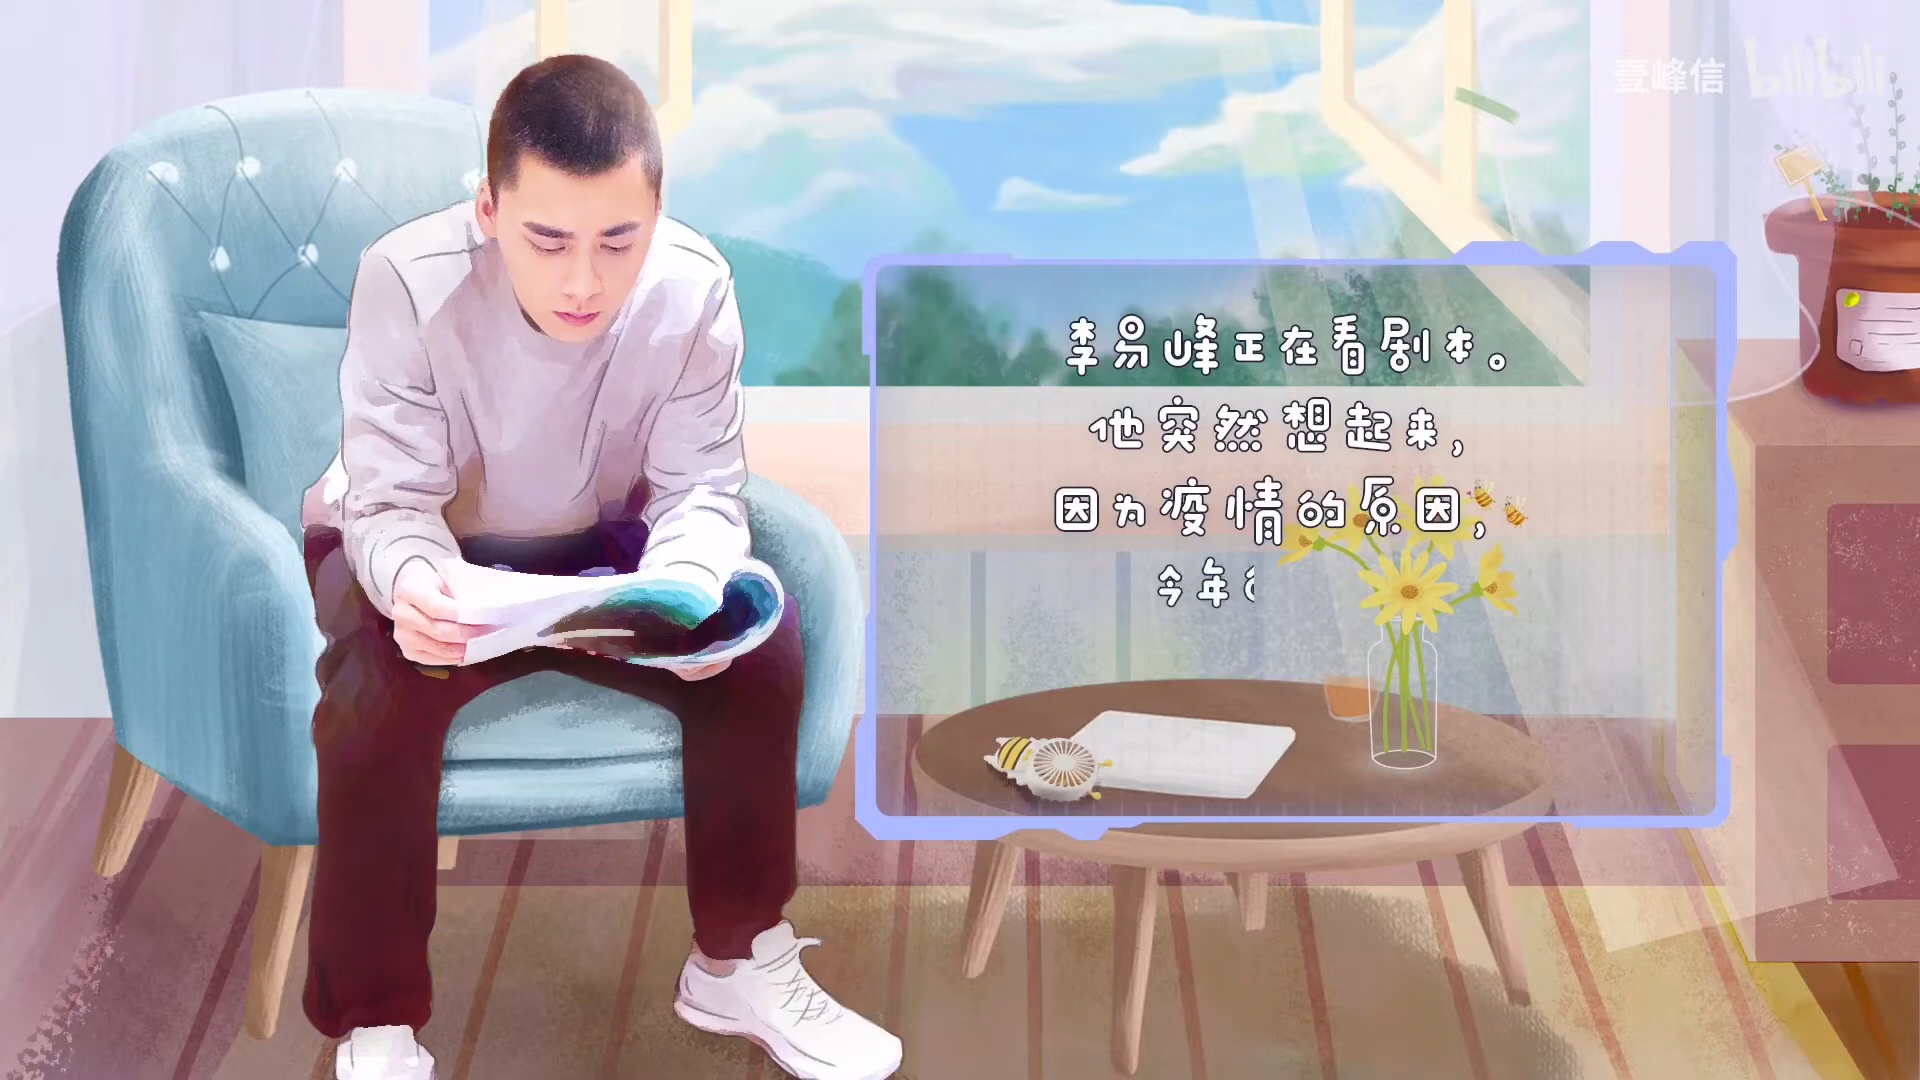 壹峰信 bilibili
李易峰正在看剧本。
他突然想起来,
因为疫情的原因,
今年